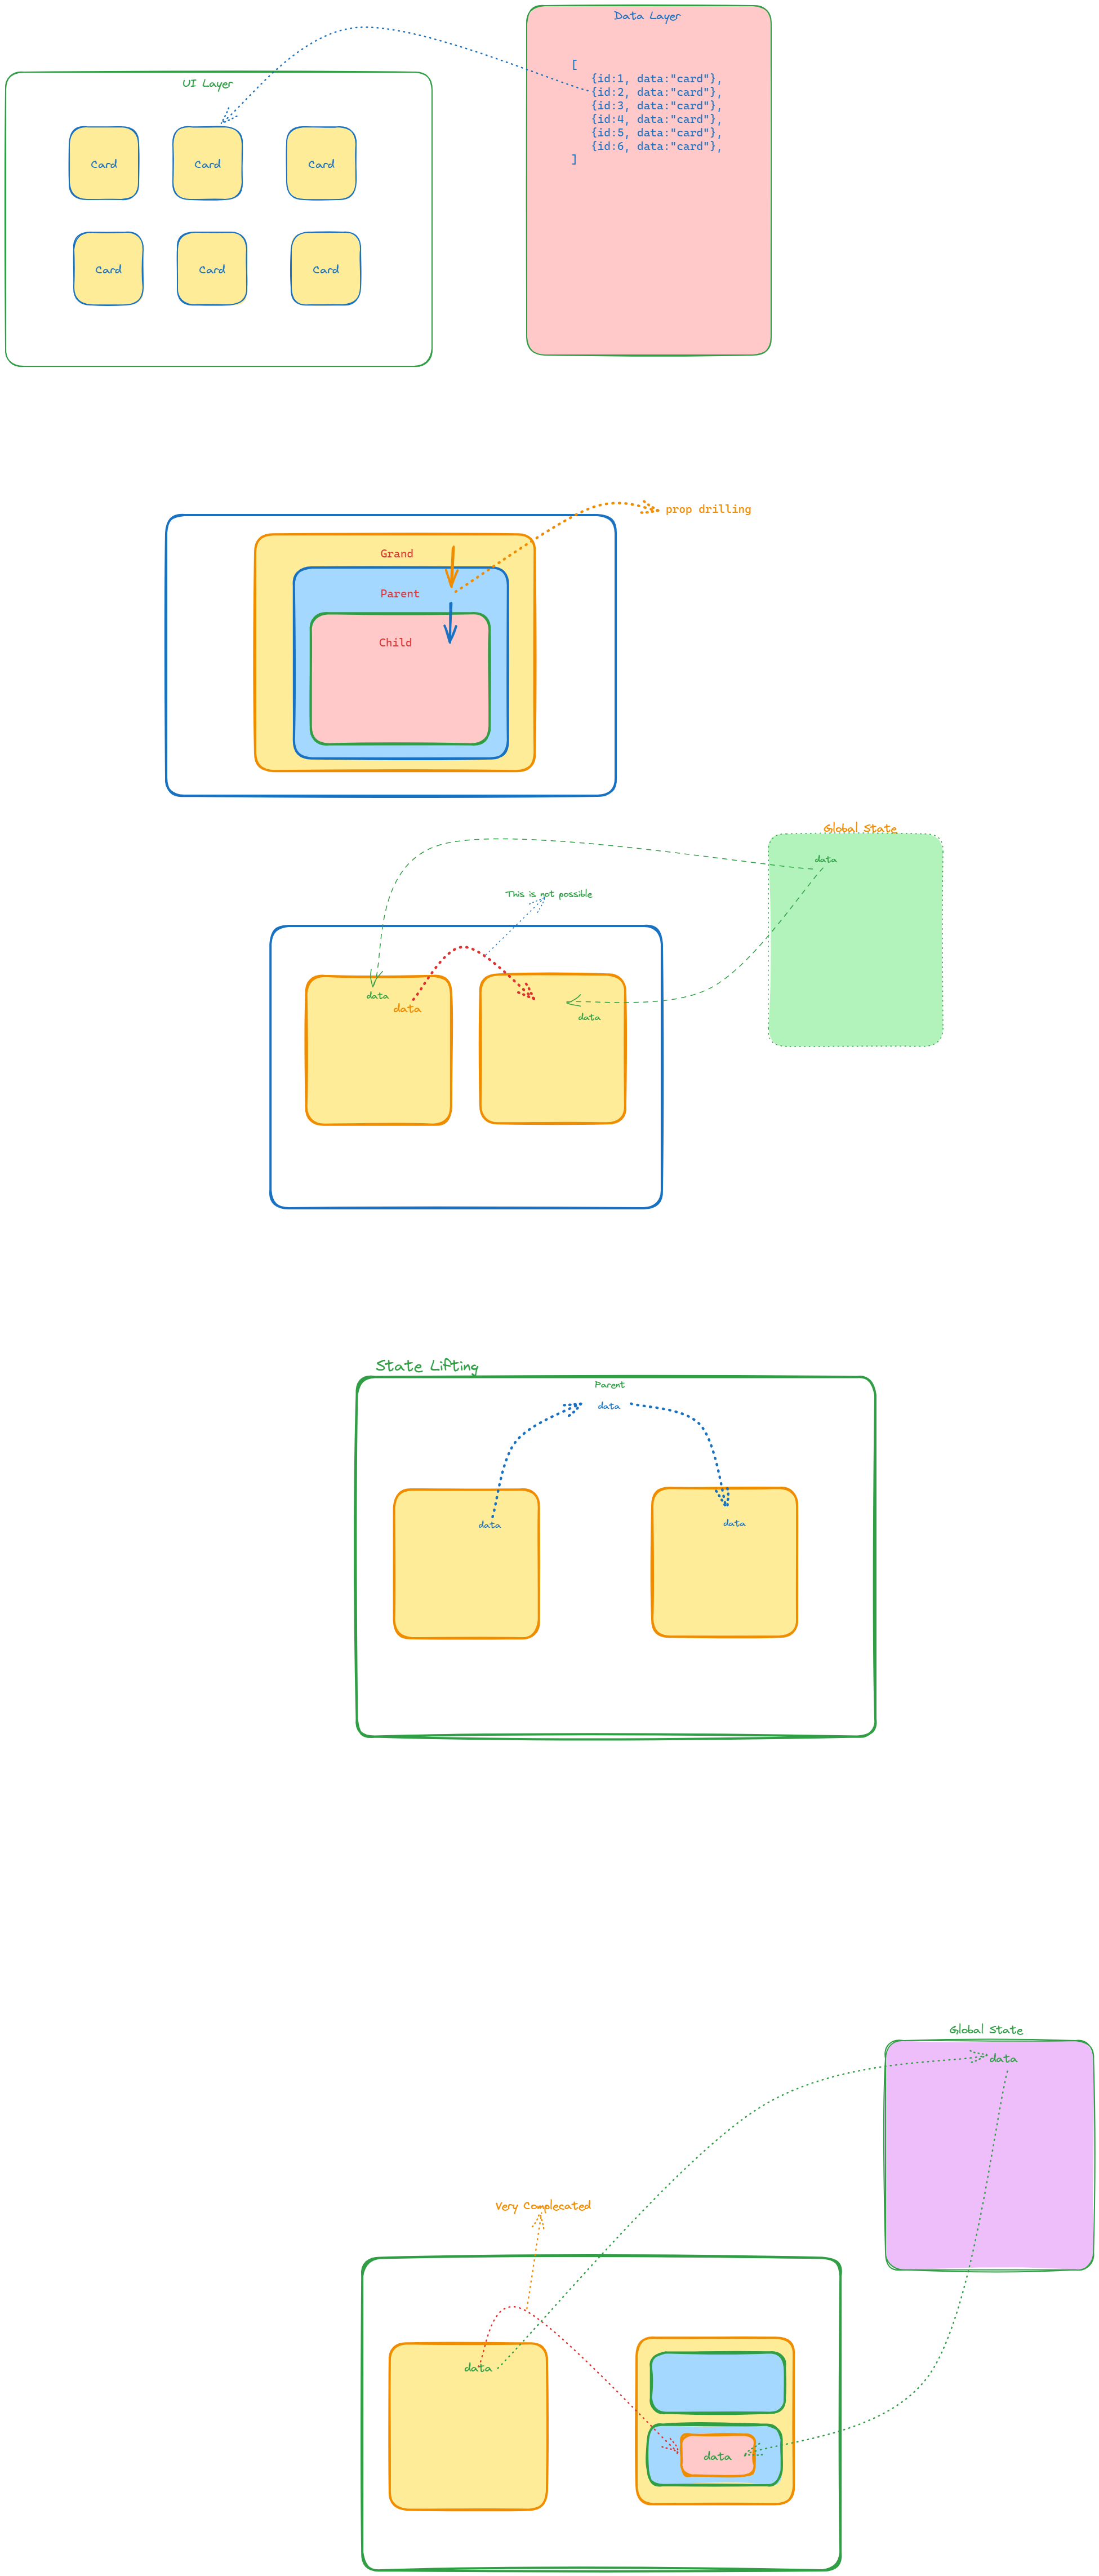 Data Layer
UI Layer
[
{id:1, data:"card"},
{id:2, data:"card"},
{id:3, data:"card"},
{id:4, data:"card"},
{id:5, data:"card"},
{id:6, data:"card"},
]
Card
Card
Card
Card
Card
Card
prop drilling
Grand
Parent
Child
Global State
data
This is not possible
data
data
data
State Lifting
Parent
data
data
data
Global State
data
Very Complecated
data
data